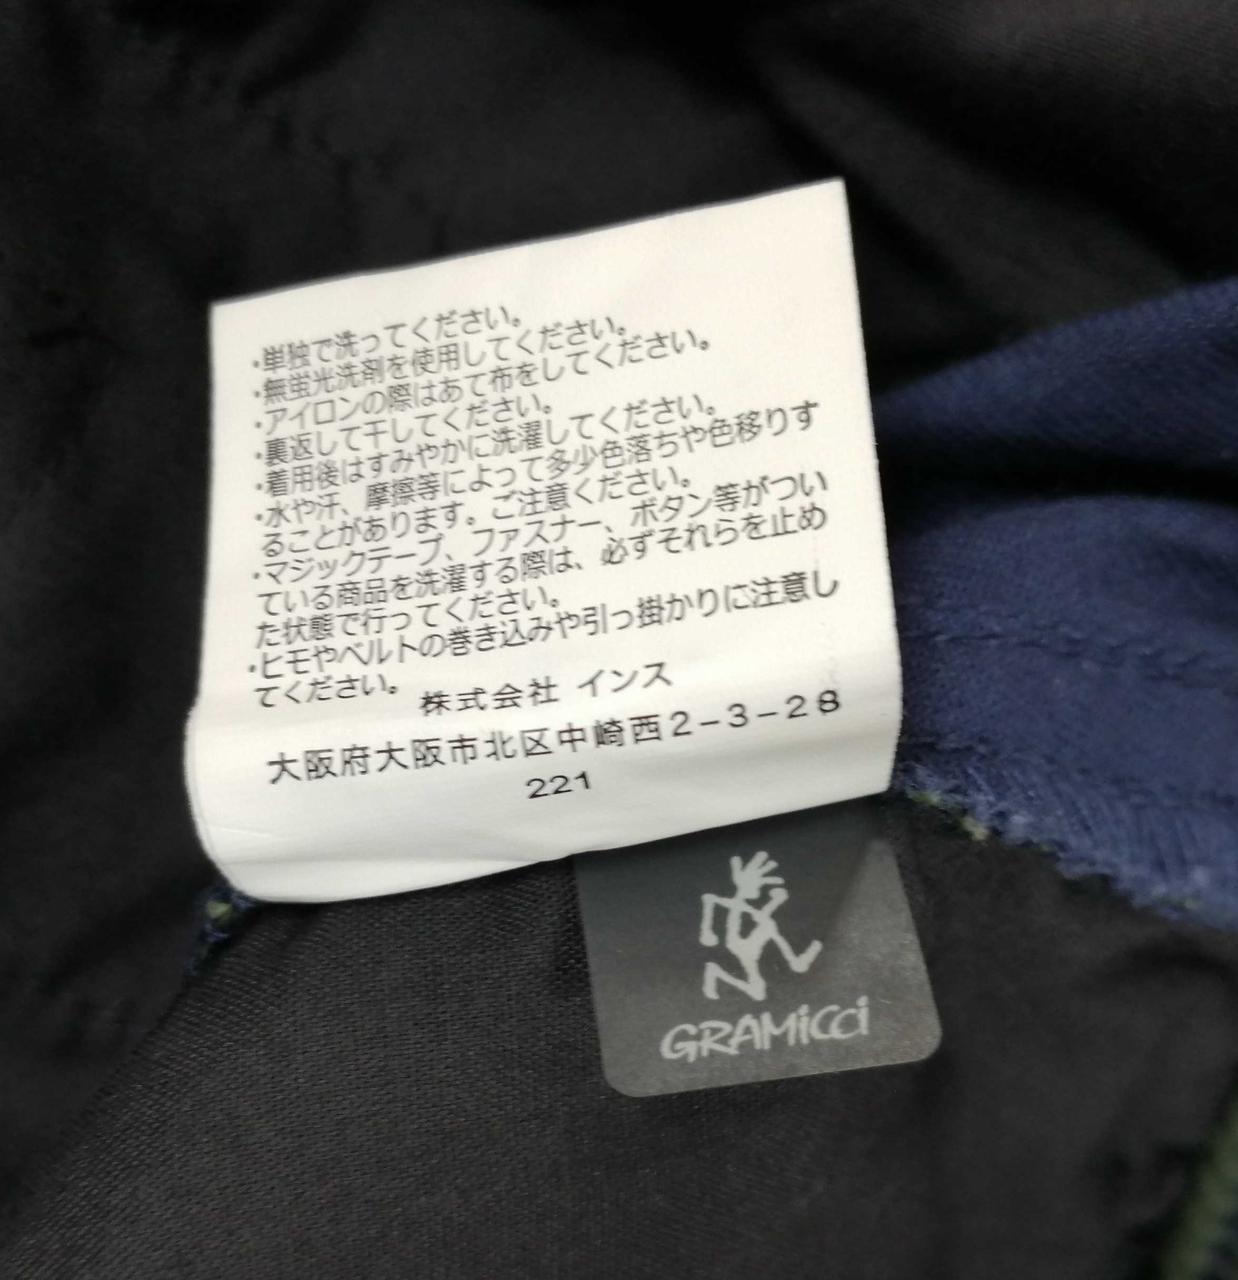 ・単独で洗ってください。
・無蛍光洗剤を使用してください。
・アイロンの際はあて布をしてください。
・裏返しで干してください。
・着用後はすみやかに洗濯してください。
・水や汗、摩擦等によって多少色落ちや色移りす
ることがあります。ご注意ください。
・マジックテープ、ファスナー、ボタン等がつい
ている商品を洗濯する際は、必ずそれらを止め
た状態で行ってください。
・ヒモやベルトの巻き込みや引っ掛かりに注意し
てください。
株式会社 インス
大阪府大阪市北区中崎西2-3-28
221
GRAMiCCi